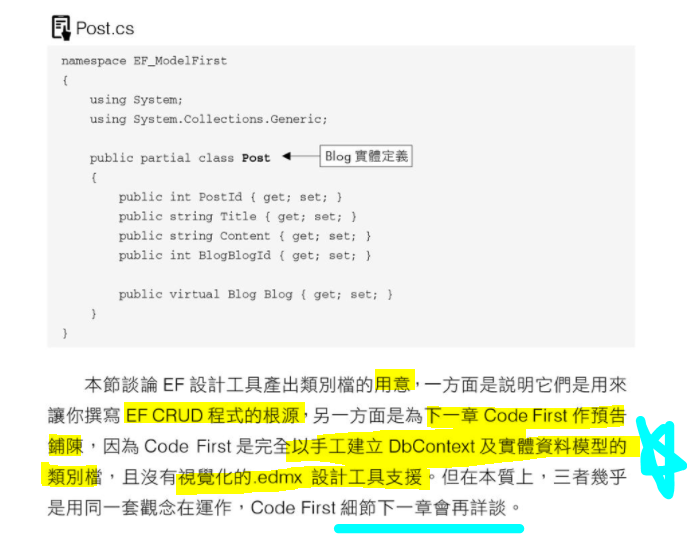 Post.cs
namespace EF_ModelFirst
{
using System;
using System.Collections.Generic;
public partial class Post
Blog 實體定義
{
public int PostId { get; set; }
public string Title { get; set; }
public string Content { get; set; }
public int BlogBlogId { get; set; }
public virtual Blog Blog { get; set; }
}
}
本節談論 EF 設計工具產出類別檔的用意，一方面是說明它們是用來
讓你撰寫 EF CRUD 程式的根源，另一方面是為下一章 Code First 作預告
鋪陳，因為 Code First 是完全以手工建立 DbContext 及實體資料模型的
類別檔，且沒有視覺化的.edmx 設計工具支援。但在本質上，三者幾乎
是用同一套觀念在運作，Code First 細節下一章會再詳談。